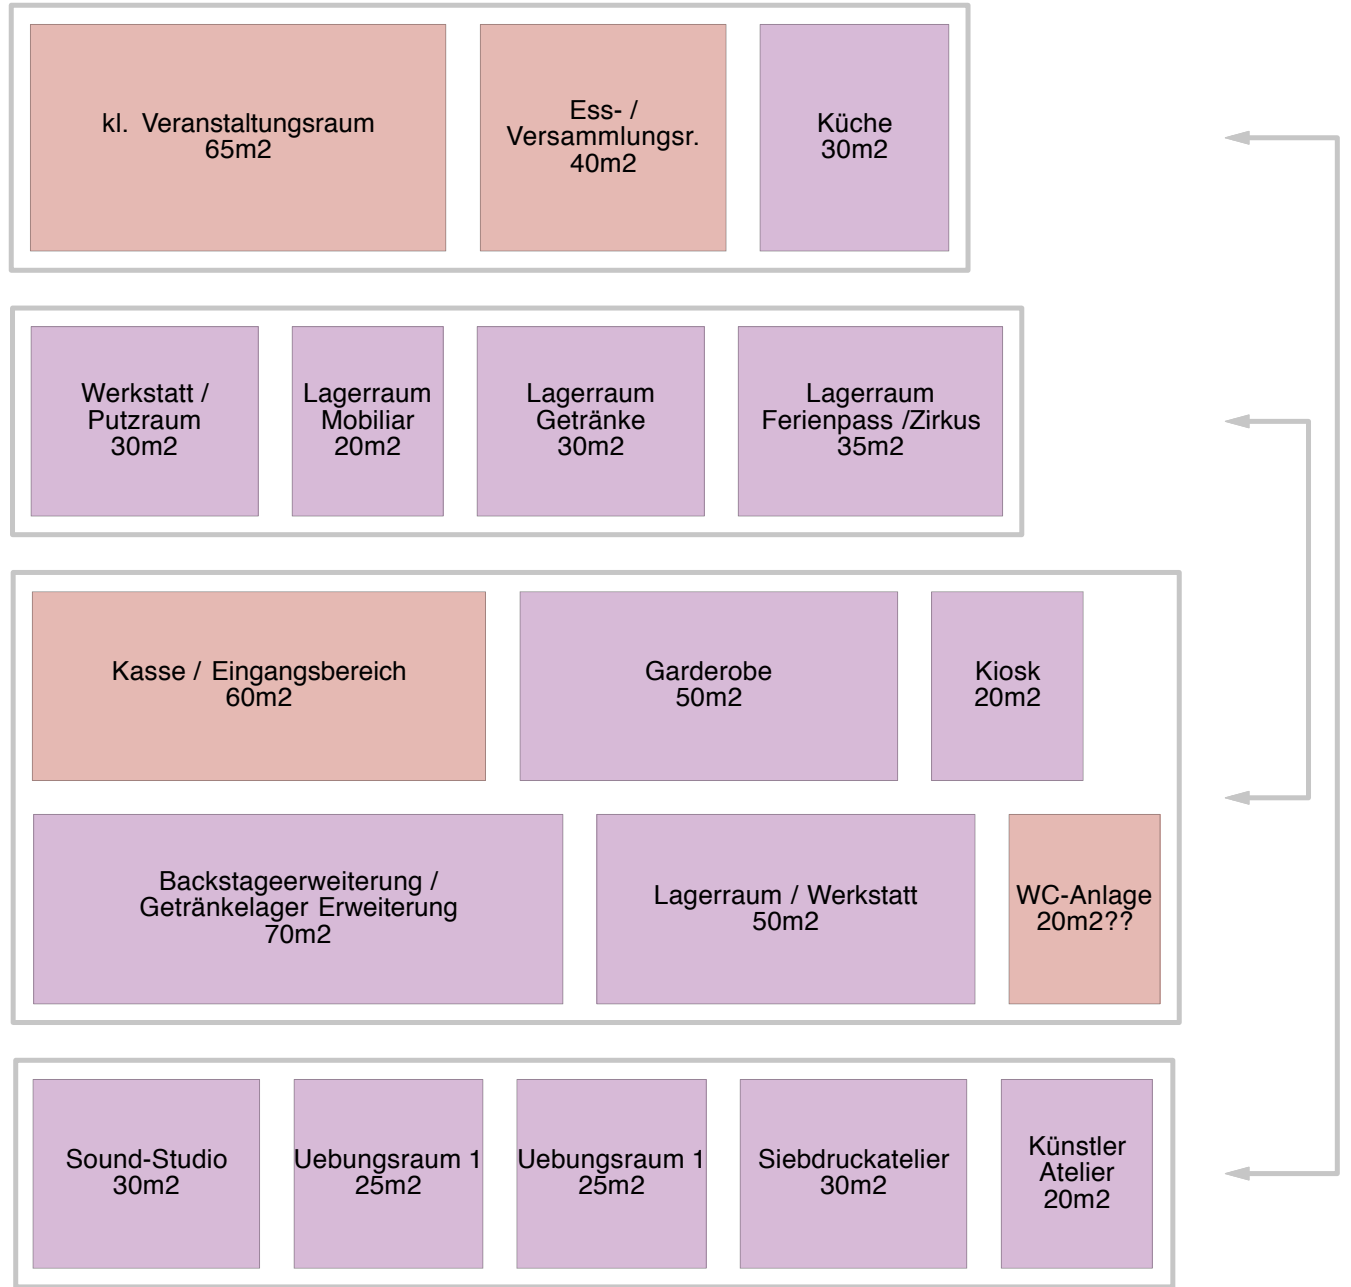 kl. Veranstaltungsraum
65m2
Ess- /
Versammlungsr.
40m2
Küche
30m2
Werkstatt /
Putzraum
30m2
Lagerraum
Mobiliar
20m2
Lagerraum
Getränke
30m2
Lagerraum
Ferienpass /Zirkus
35m2
Kasse / Eingangsbereich
60m2
Garderobe
50m2
Kiosk
20m2
Backstageerweiterung /
Getränkelager Erweiterung
70m2
Lagerraum / Werkstatt
50m2
WC-Anlage
20m2??
Sound-Studio
30m2
Uebungsraum 1
25m2
Uebungsraum 1
25m2
Siebdruckatelier
30m2
Künstler
Atelier
20m2